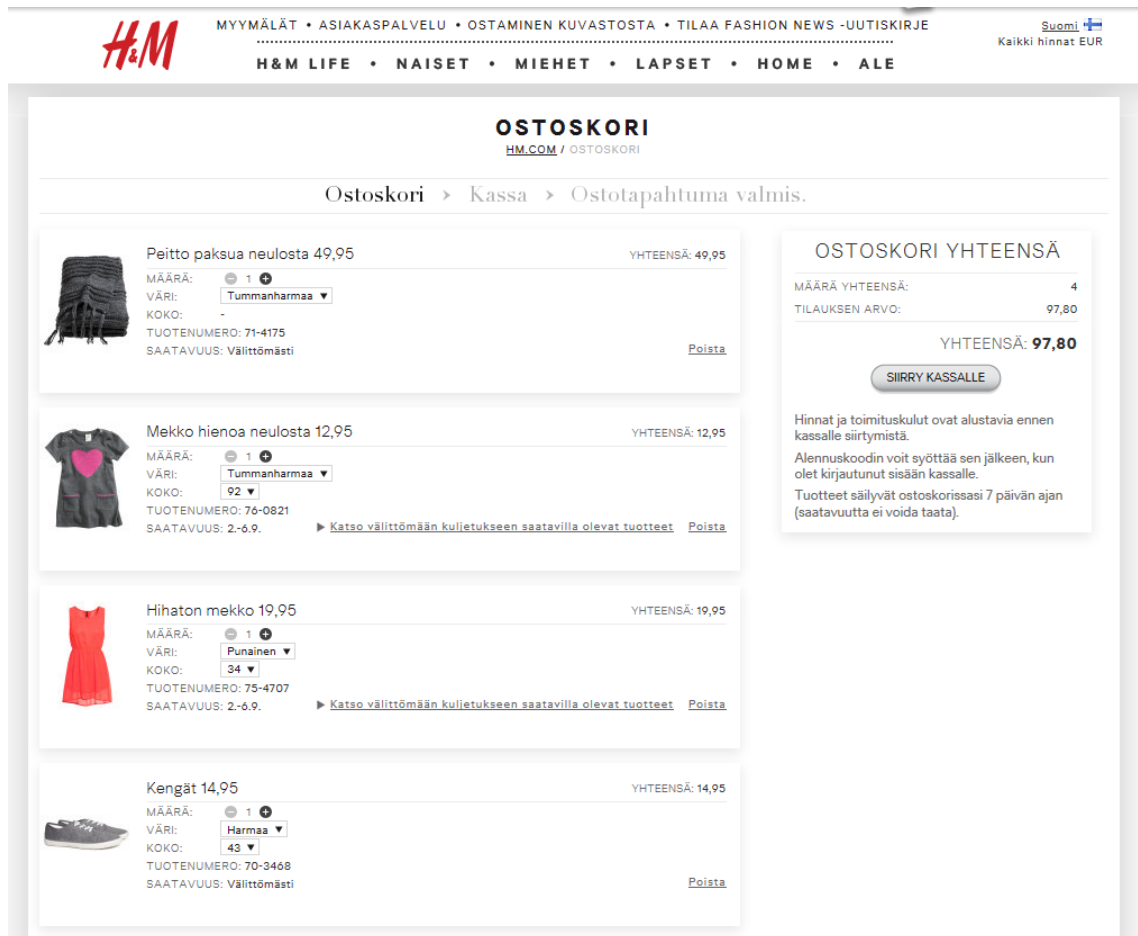 H&M
MYYMÄLÄT • ASIAKASPALVELU • OSTAMINEN KUVASTOSTA • TILAA FASHION NEWS -UUTISKIRJE
Suomi
Kaikki hinnat EUR
H&M LIFE • NAISET • MIEHET • LAPSET • HOME • ALE
OSTOSKORI
HM.COM / OSTOSKORI
Ostoskori › Kassa › Ostotapahtuma valmis.
Peitto paksua neulosta 49,95
YHTEENSÄ: 49,95
MÄÄRÄ: 1
VÄRI: Tummanharmaa ▼
KOKO: -
TUOTENUMERO: 71-4175
SAATAVUUS: Välittömästi
Poista
Mekko hienoa neulosta 12,95
YHTEENSÄ: 12,95
MÄÄRÄ: 1
VÄRI: Tummanharmaa ▼
KOKO: 92 ▼
TUOTENUMERO: 76-0821
SAATAVUUS: 2.-6.9. ▶ Katso välittömään kuljetukseen saatavilla olevat tuotteet Poista
Hihaton mekko 19,95
YHTEENSÄ: 19,95
MÄÄRÄ: 1
VÄRI: Punainen ▼
KOKO: 34 ▼
TUOTENUMERO: 75-4707
SAATAVUUS: 2.-6.9. ▶ Katso välittömään kuljetukseen saatavilla olevat tuotteet Poista
Kengät 14,95
YHTEENSÄ: 14,95
MÄÄRÄ: 1
VÄRI: Harmaa ▼
KOKO: 43 ▼
TUOTENUMERO: 70-3468
SAATAVUUS: Välittömästi
Poista
OSTOSKORI YHTEENSÄ
MÄÄRÄ YHTEENSÄ: 4
TILAUKSEN ARVO: 97,80
YHTEENSÄ: 97,80
SIIRRY KASSALLE
Hinnat ja toimituskulut ovat alustavia ennen
kassalle siirtymistä.
Alennuskoodin voit syöttää sen jälkeen, kun
olet kirjautunut sisään kassalle.
Tuotteet säilyvät ostoskorissasi 7 päivän ajan
(saatavuutta ei voida taata).